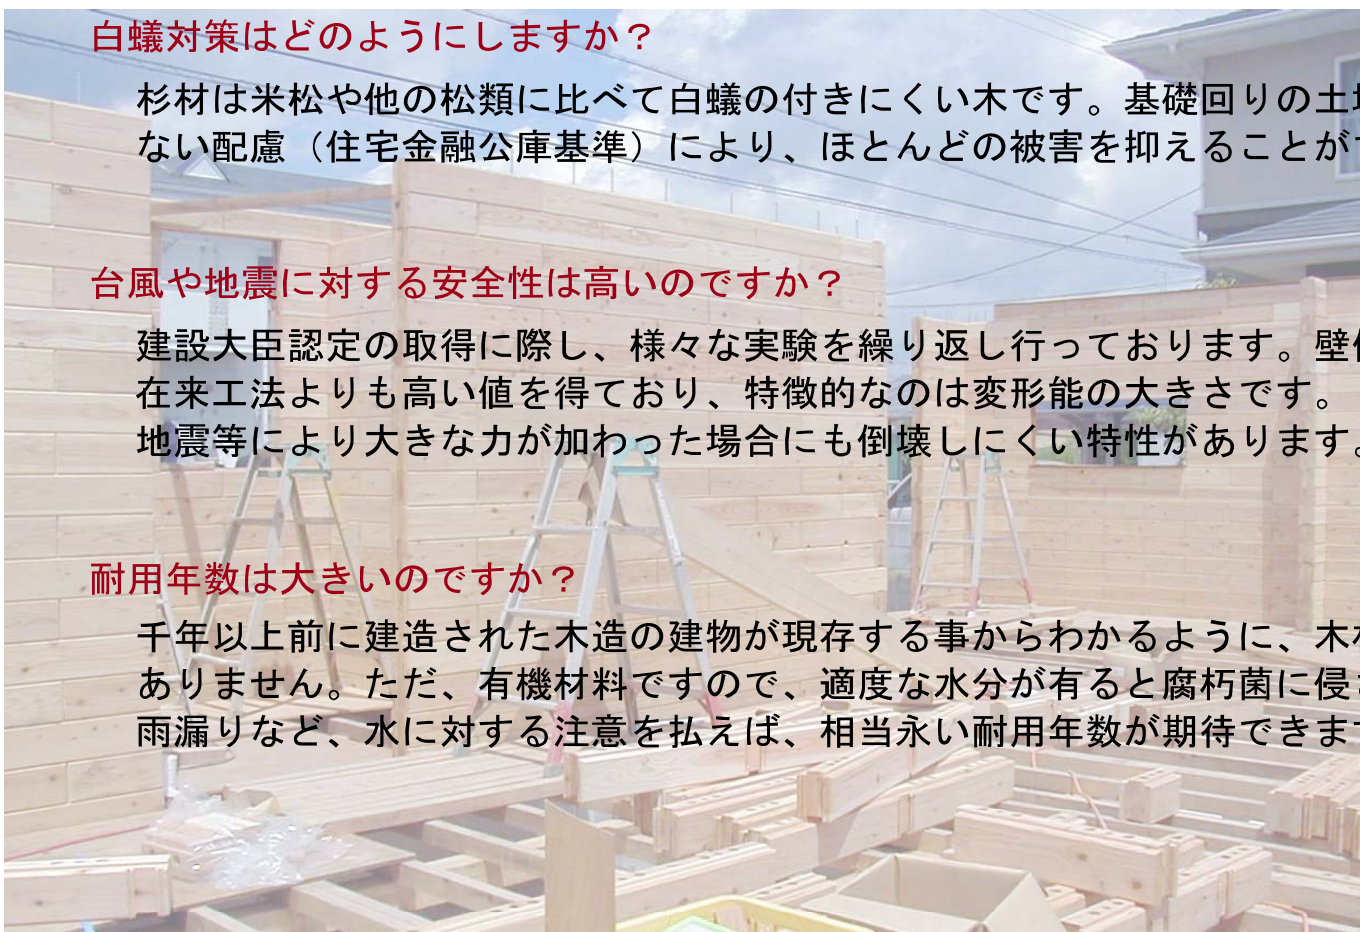 白蟻対策はどのようにしますか？
杉材は米松や他の松類に比べて白蟻の付きにくい木です。基礎回りの土
ない配慮（住宅金融公庫基準）により、ほとんどの被害を抑えることが
台風や地震に対する安全性は高いのですか？
建設大臣認定の取得に際し、様々な実験を繰り返し行っております。壁
在来工法よりも高い値を得ており、特徴的なのは変形能の大きさです。
地震等により大きな力が加わった場合にも倒壊しにくい特性があります。
耐用年数は大きいのですか？
千年以上前に建造された木造の建物が現存する事からわかるように、木
ありません。ただ、有機材料ですので、適度な水分が有ると腐朽菌に侵
雨漏りなど、水に対する注意を払えば、相当永い耐用年数が期待できま